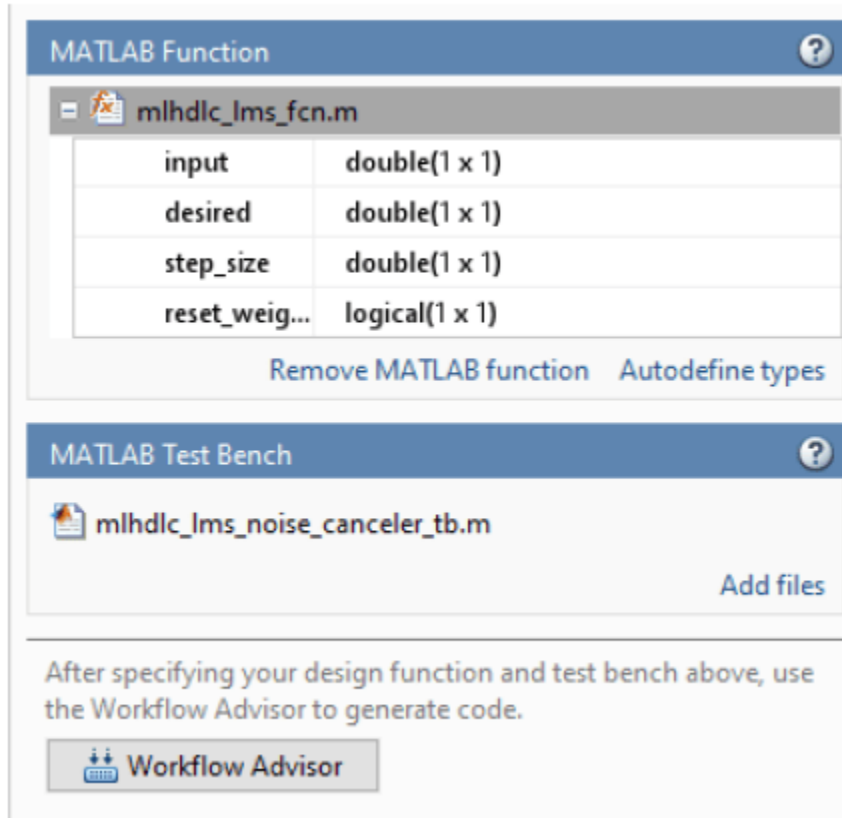 MATLAB Function ?
mlhdlc_lms_fcn.m
input double(1 x 1)
desired double(1 x 1)
step_size double(1 x 1)
reset_weig... logical(1 x 1)
Remove MATLAB function Autodefine types
MATLAB Test Bench ?
mlhdlc_lms_noise_canceler_tb.m
Add files
After specifying your design function and test bench above, use
the Workflow Advisor to generate code.
Workflow Advisor